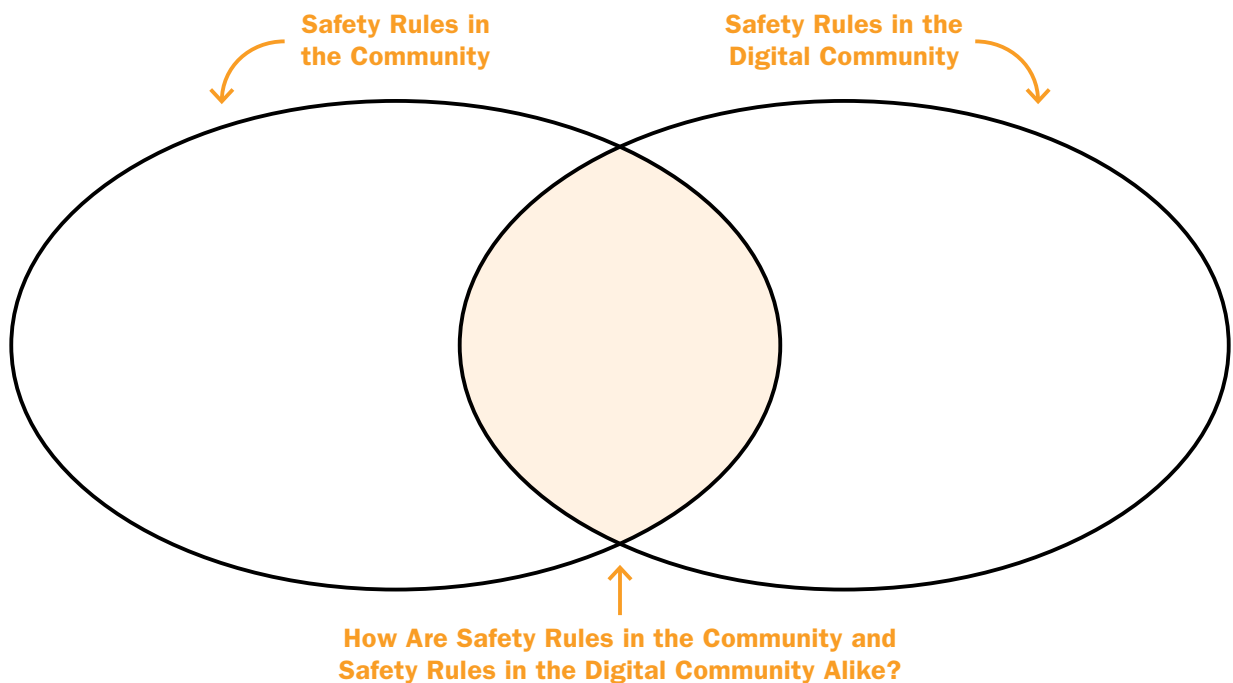 Safety Rules in
the Community
Safety Rules in the
Digital Community
How Are Safety Rules in the Community and
Safety Rules in the Digital Community Alike?